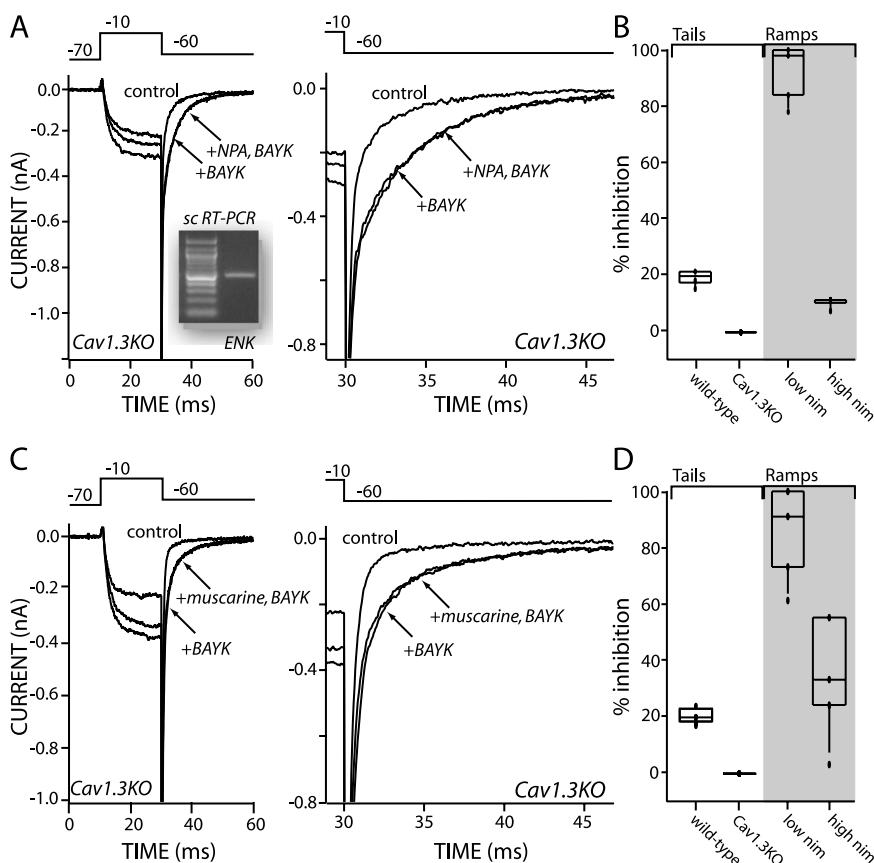 A
-10
-70
-60
0.0
-0.2
-0.4
-0.6
-0.8
-1.0
CURRENT (nA)
control
+NPA, BAYK
+BAYK
sc RT-PCR
ENK
Cav1.3KO
0
20
40
60
TIME (ms)
-10
-60
0.0
-0.4
-0.8
control
+NPA, BAYK
+BAYK
Cav1.3KO
30
35
40
45
TIME (ms)
B
Tails
Ramps
100
80
60
40
20
0
% inhibition
wild-type
Cav1.3KO
low nim
high nim
C
-10
-70
-60
0.0
-0.2
-0.4
-0.6
-0.8
-1.0
CURRENT (nA)
control
+muscarine, BAYK
+BAYK
Cav1.3KO
0
20
40
60
TIME (ms)
-10
-60
0.0
-0.4
-0.8
control
+muscarine, BAYK
+BAYK
Cav1.3KO
30
35
40
45
TIME (ms)
D
Tails
Ramps
100
80
60
40
20
0
% inhibition
wild-type
Cav1.3KO
low nim
high nim